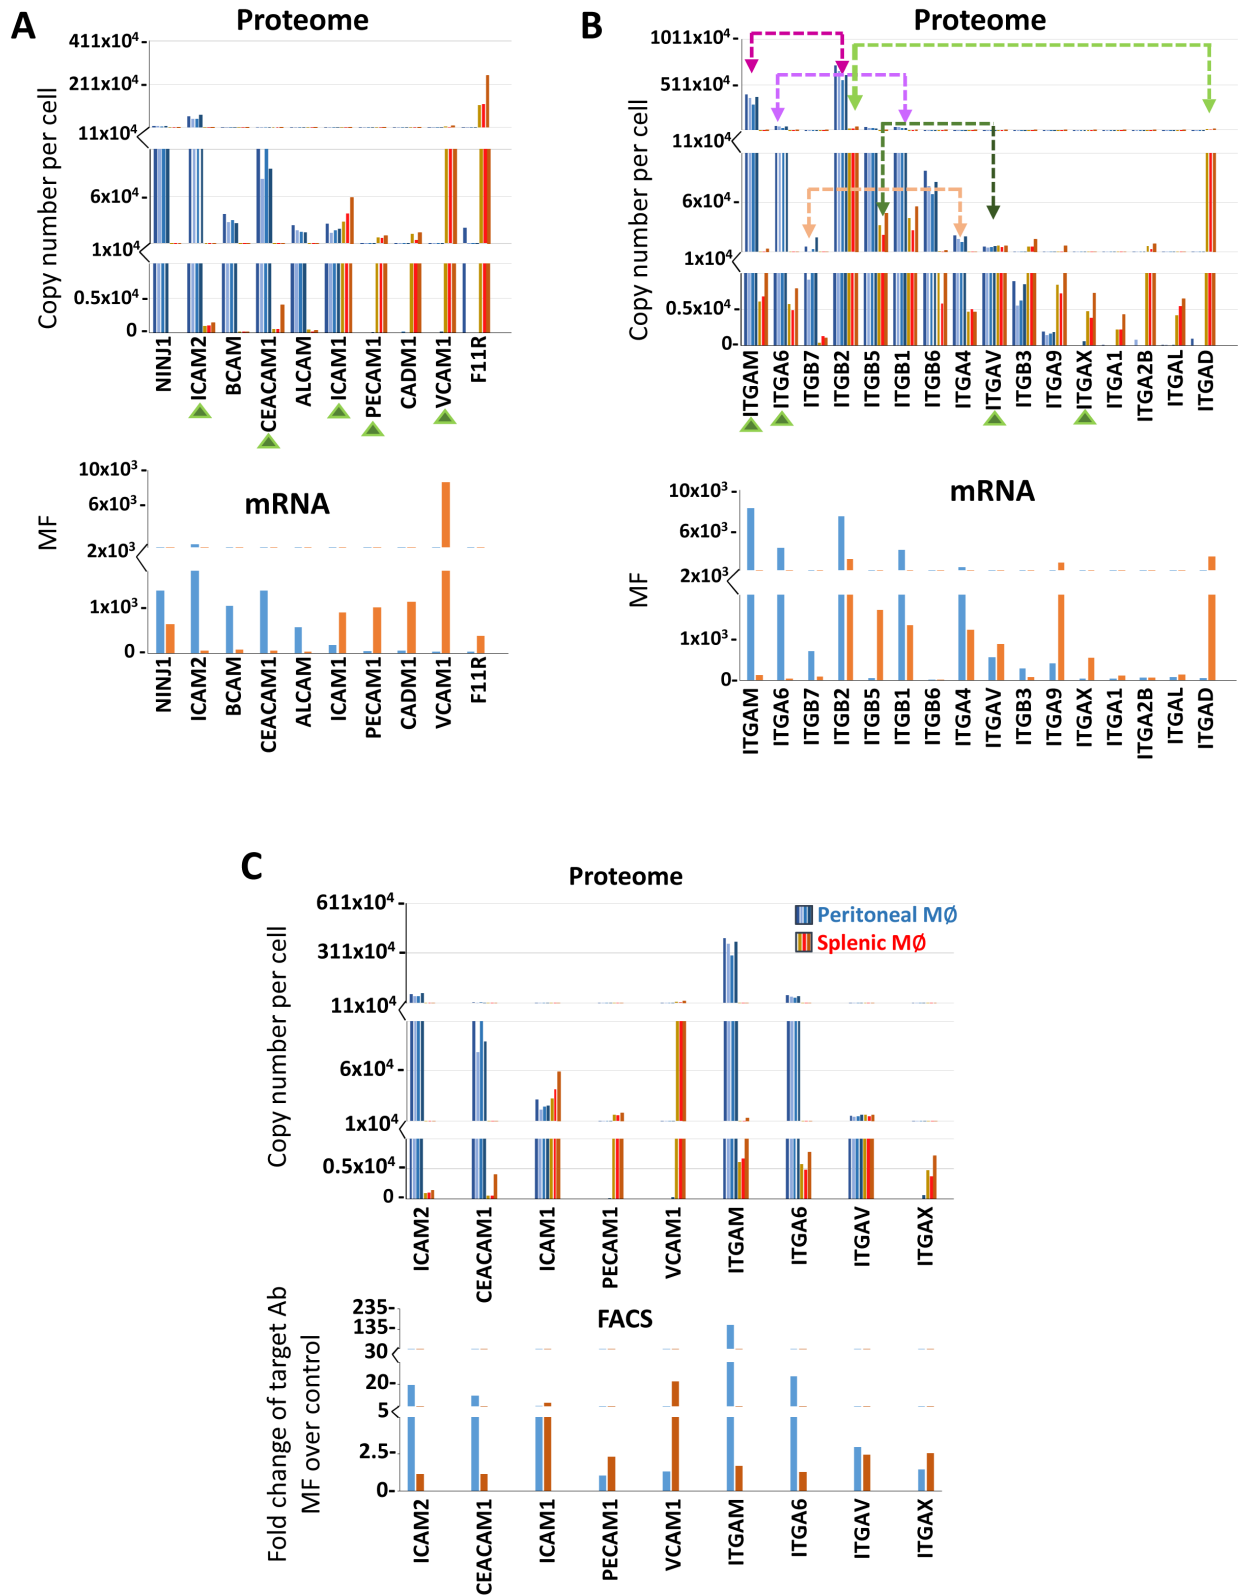 A
Proteome
Copy number per cell
411x10⁴
211x10⁴
11x10⁴
6x10⁴
1x10⁴
0.5x10⁴
0
NINJ1
ICAM2
BCAM
CEACAM1
ALCAM
ICAM1
PECAM1
CADM1
VCAM1
F11R
mRNA
MF
10x10³
6x10³
2x10³
1x10³
0
NINJ1
ICAM2
BCAM
CEACAM1
ALCAM
ICAM1
PECAM1
CADM1
VCAM1
F11R
B
Proteome
Copy number per cell
1011x10⁴
511x10⁴
11x10⁴
6x10⁴
1x10⁴
0.5x10⁴
0
ITGAM
ITGA6
ITGB7
ITGB2
ITGB5
ITGB1
ITGB6
ITGA4
ITGAV
ITGB3
ITGA9
ITGAX
ITGA1
ITGA2B
ITGAL
ITGAD
mRNA
MF
10x10³
6x10³
2x10³
1x10³
0
ITGAM
ITGA6
ITGB7
ITGB2
ITGB5
ITGB1
ITGB6
ITGA4
ITGAV
ITGB3
ITGA9
ITGAX
ITGA1
ITGA2B
ITGAL
ITGAD
C
Proteome
Peritoneal MØ
Splenic MØ
Copy number per cell
611x10⁴
311x10⁴
11x10⁴
6x10⁴
1x10⁴
0.5x10⁴
0
ICAM2
CEACAM1
ICAM1
PECAM1
VCAM1
ITGAM
ITGA6
ITGAV
ITGAX
FACS
Fold change of target Ab
MF over control
235
135
30
20
5
2.5
0
ICAM2
CEACAM1
ICAM1
PECAM1
VCAM1
ITGAM
ITGA6
ITGAV
ITGAX